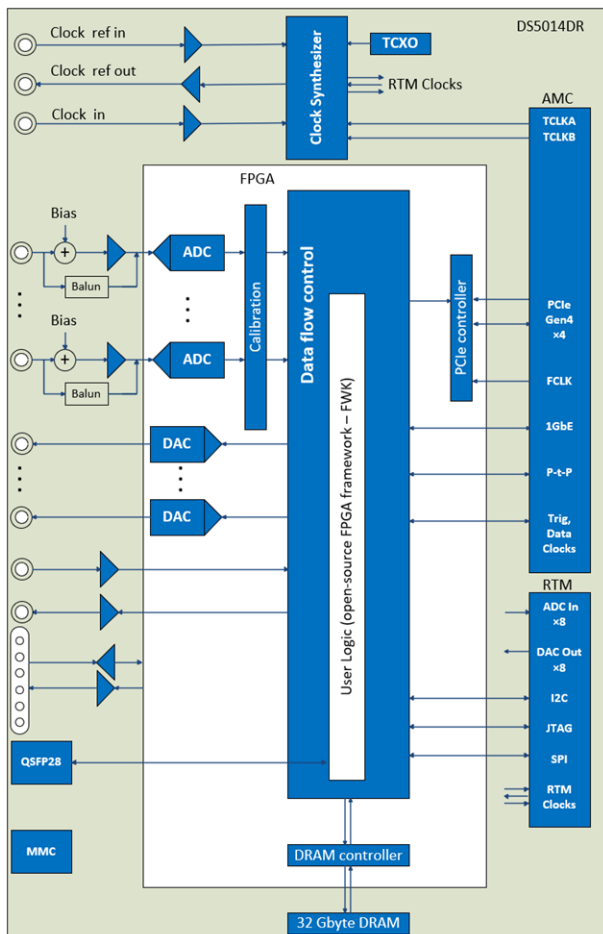 DS5014DR
Clock ref in
Clock ref out
Clock in
Clock Synthesizer
TCXO
RTM Clocks
AMC
TCLKA
TCLKB
FPGA
Bias
+
Balun
ADC
Bias
+
Balun
ADC
Calibration
Data flow control
User Logic (open-source FPGA framework – FWK)
PCIe controller
PCIe
Gen4
×4
FCLK
1GbE
P-t-P
Trig,
Data
Clocks
DAC
DAC
RTM
ADC In
×8
DAC Out
×8
I2C
JTAG
SPI
RTM
Clocks
QSFP28
MMC
DRAM controller
32 Gbyte DRAM